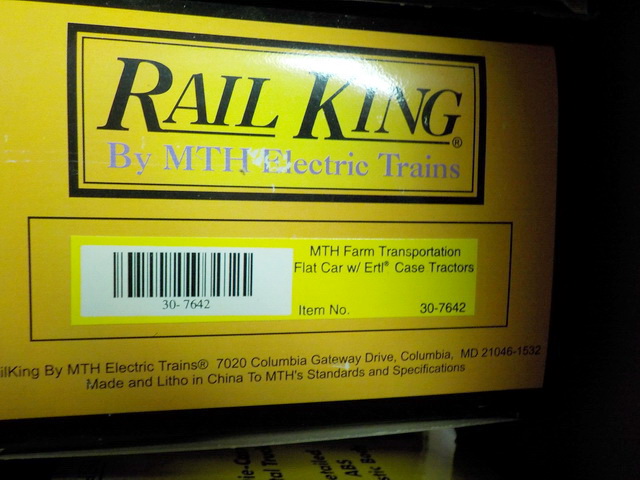 RAIL KING®
By MTH Electric Trains
MTH Farm Transportation
Flat Car w/ Ertl® Case Tractors
30-7642
Item No. 30-7642
ilKing By MTH Electric Trains® 7020 Columbia Gateway Drive, Columbia, MD 21046-1532
Made and Litho in China To MTH's Standards and Specifications
ABS